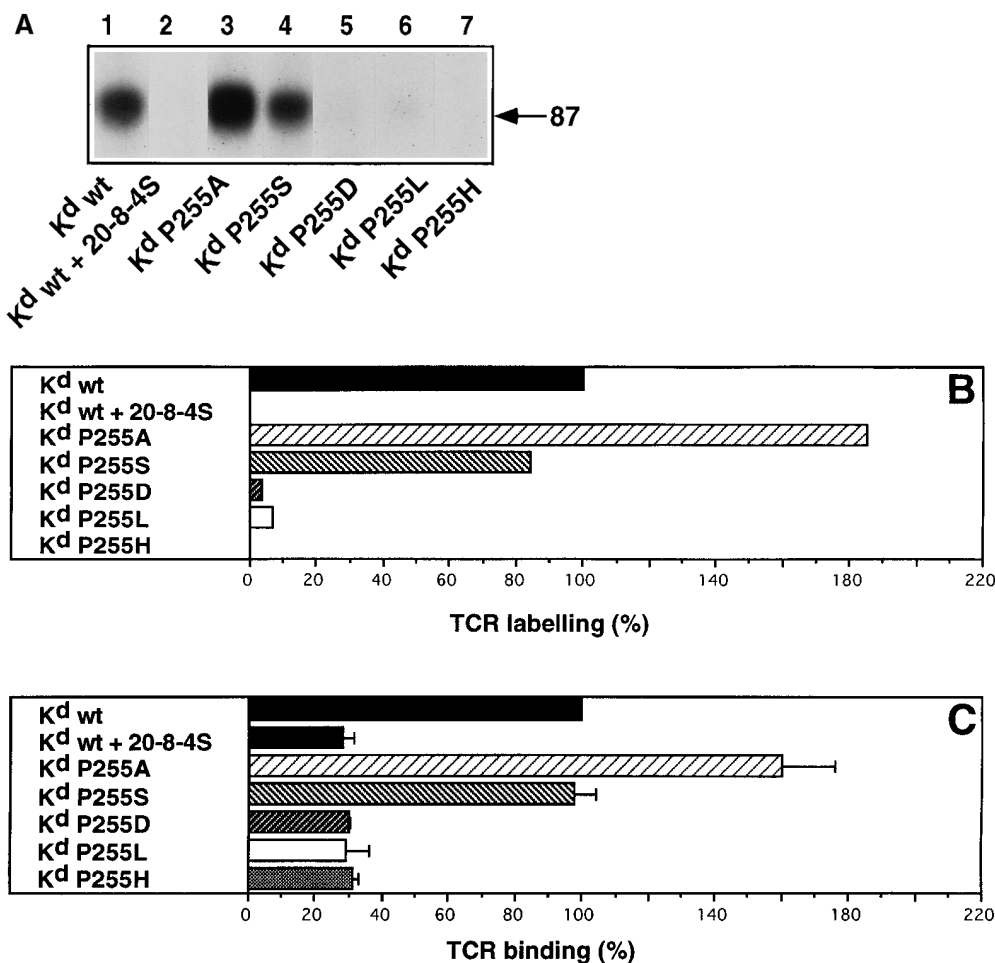 A 1 2 3 4 5 6 7
87
Kd wt
Kd wt + 20-8-4S
Kd P255A
Kd P255S
Kd P255D
Kd P255L
Kd P255H
B
Kd wt
Kd wt + 20-8-4S
Kd P255A
Kd P255S
Kd P255D
Kd P255L
Kd P255H
0 20 40 60 80 100 140 180 220
TCR labelling (%)
C
Kd wt
Kd wt + 20-8-4S
Kd P255A
Kd P255S
Kd P255D
Kd P255L
Kd P255H
0 20 40 60 80 100 140 180 220
TCR binding (%)